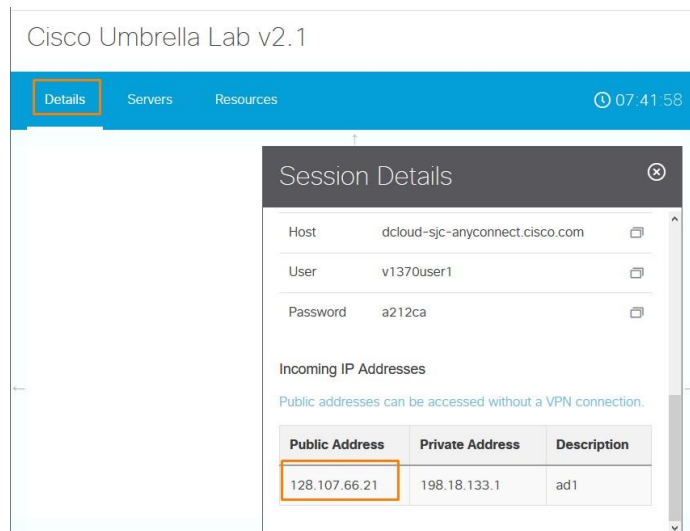 Cisco Umbrella Lab v2.1
Details Servers Resources 07:41:58
Session Details
Host dcloud-sjc-anyconnect.cisco.com
User v1370user1
Password a212ca
Incoming IP Addresses
Public addresses can be accessed without a VPN connection.
Public Address Private Address Description
128.107.66.21 198.18.133.1 ad1